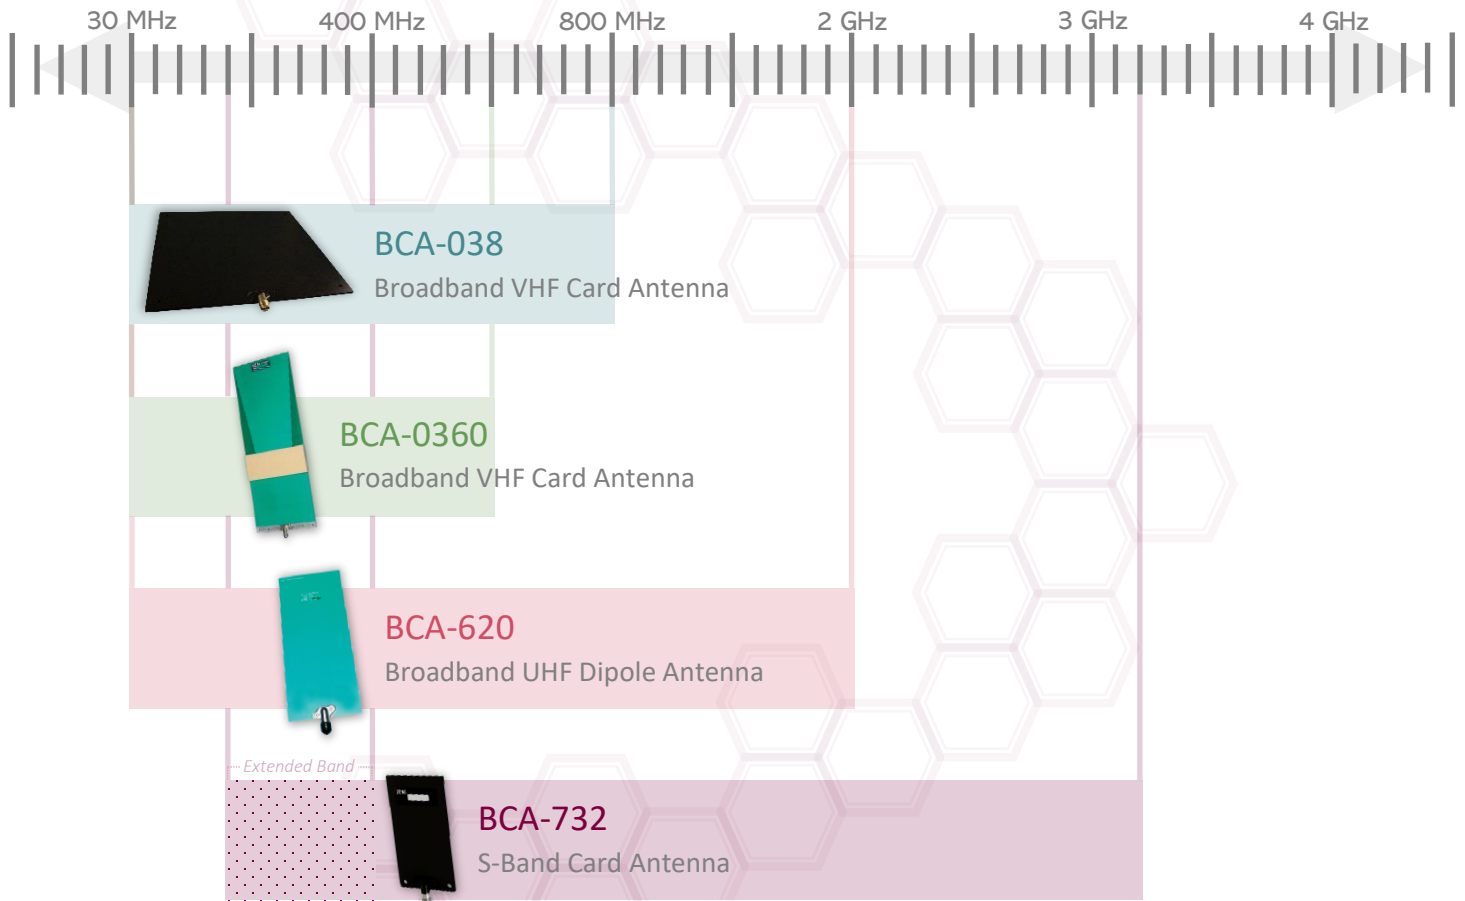 30 MHz 400 MHz 800 MHz 2 GHz 3 GHz 4 GHz
BCA-038
Broadband VHF Card Antenna
BCA-0360
Broadband VHF Card Antenna
BCA-620
Broadband UHF Dipole Antenna
Extended Band
BCA-732
S-Band Card Antenna